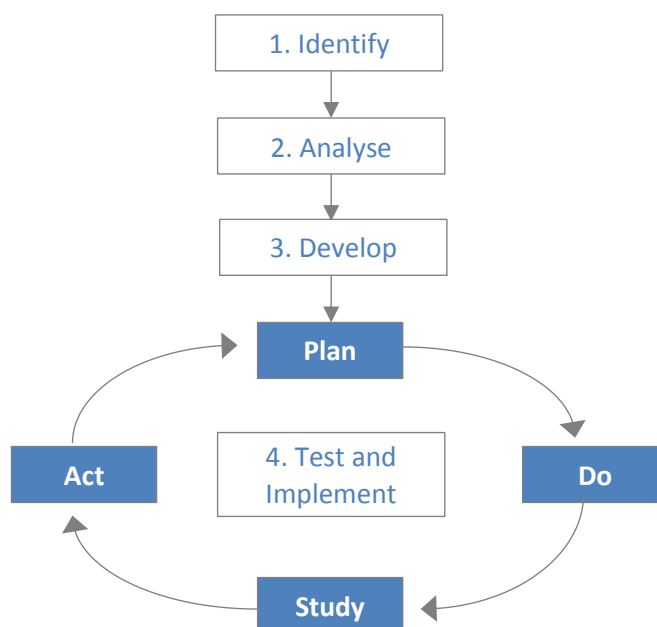 1. Identify
2. Analyse
3. Develop
Plan
Act
4. Test and
Implement
Do
Study